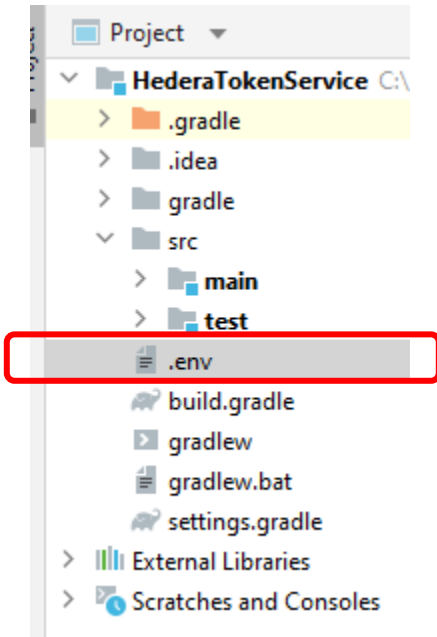 Project
HederaTokenService C:\
.gradle
.idea
gradle
src
main
test
.env
build.gradle
gradlew
gradlew.bat
settings.gradle
External Libraries
Scratches and Consoles